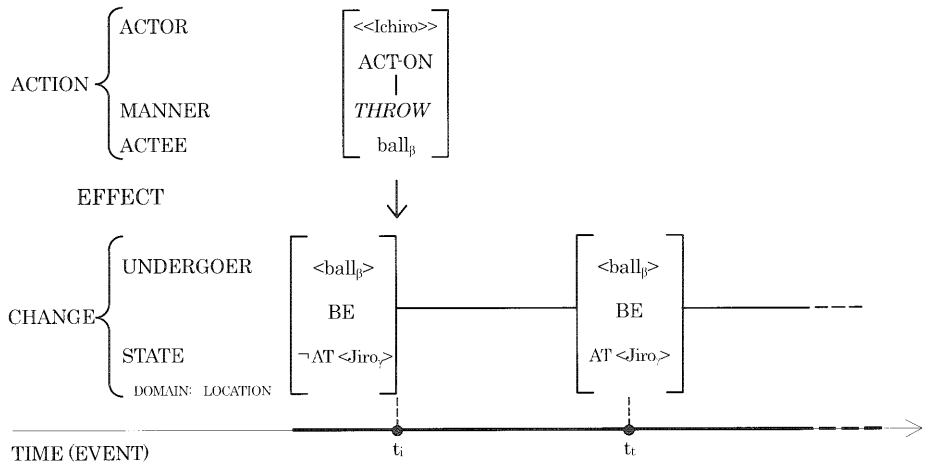 ACTOR <<Ichiro>>
ACTION ACT-ON
MANNER THROW
ACTEE ballᵦ
EFFECT
UNDERGOER <ballᵦ> <ballᵦ>
CHANGE BE BE
STATE ¬AT <Jiroᵧ> AT <Jiroᵧ>
DOMAIN: LOCATION
TIME (EVENT) tᵢ tₜ